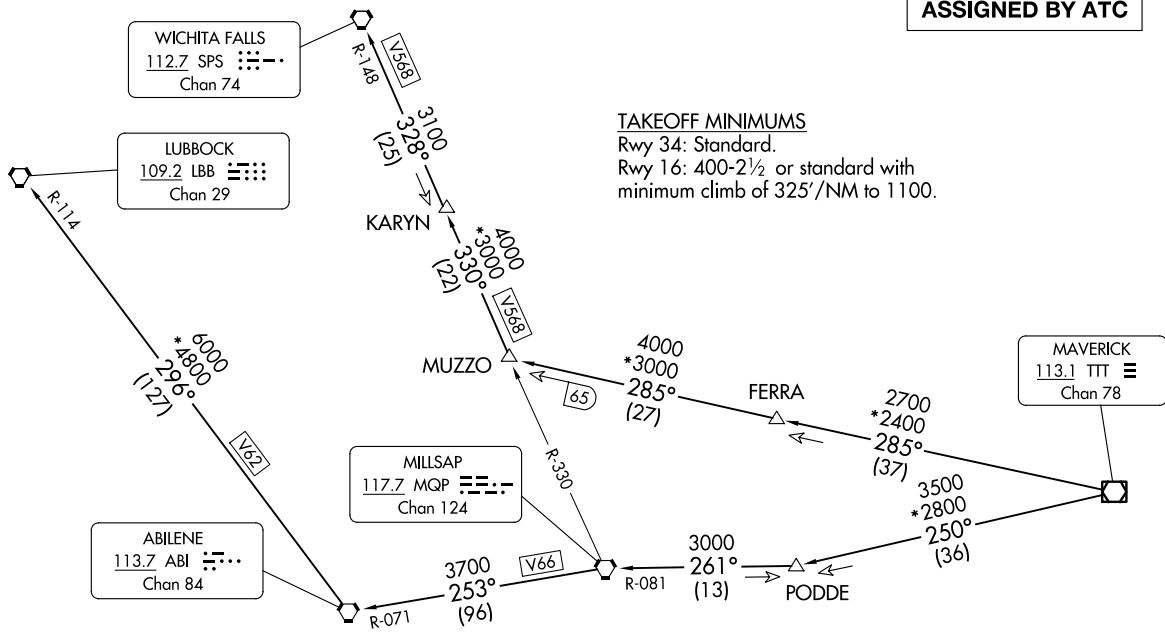 ASSIGNED BY ATC
WICHITA FALLS
112.7 SPS
Chan 74
R-148
V568
3100
328°
(25)
TAKEOFF MINIMUMS
Rwy 34: Standard.
Rwy 16: 400-2½ or standard with
minimum climb of 325'/NM to 1100.
LUBBOCK
109.2 LBB
Chan 29
R-114
KARYN
4000
*3000
330°
(22)
V568
MUZZO
6000
*4800
296°
(127)
V62
4000
*3000
285°
(27)
65
FERRA
MAVERICK
113.1 TTT
Chan 78
2700
*2400
285°
(37)
R-330
MILLSAP
117.7 MQP
Chan 124
3500
*2800
250°
(36)
ABILENE
113.7 ABI
Chan 84
R-071
3700
253°
(96)
V66
R-081
3000
261°
(13)
PODDE